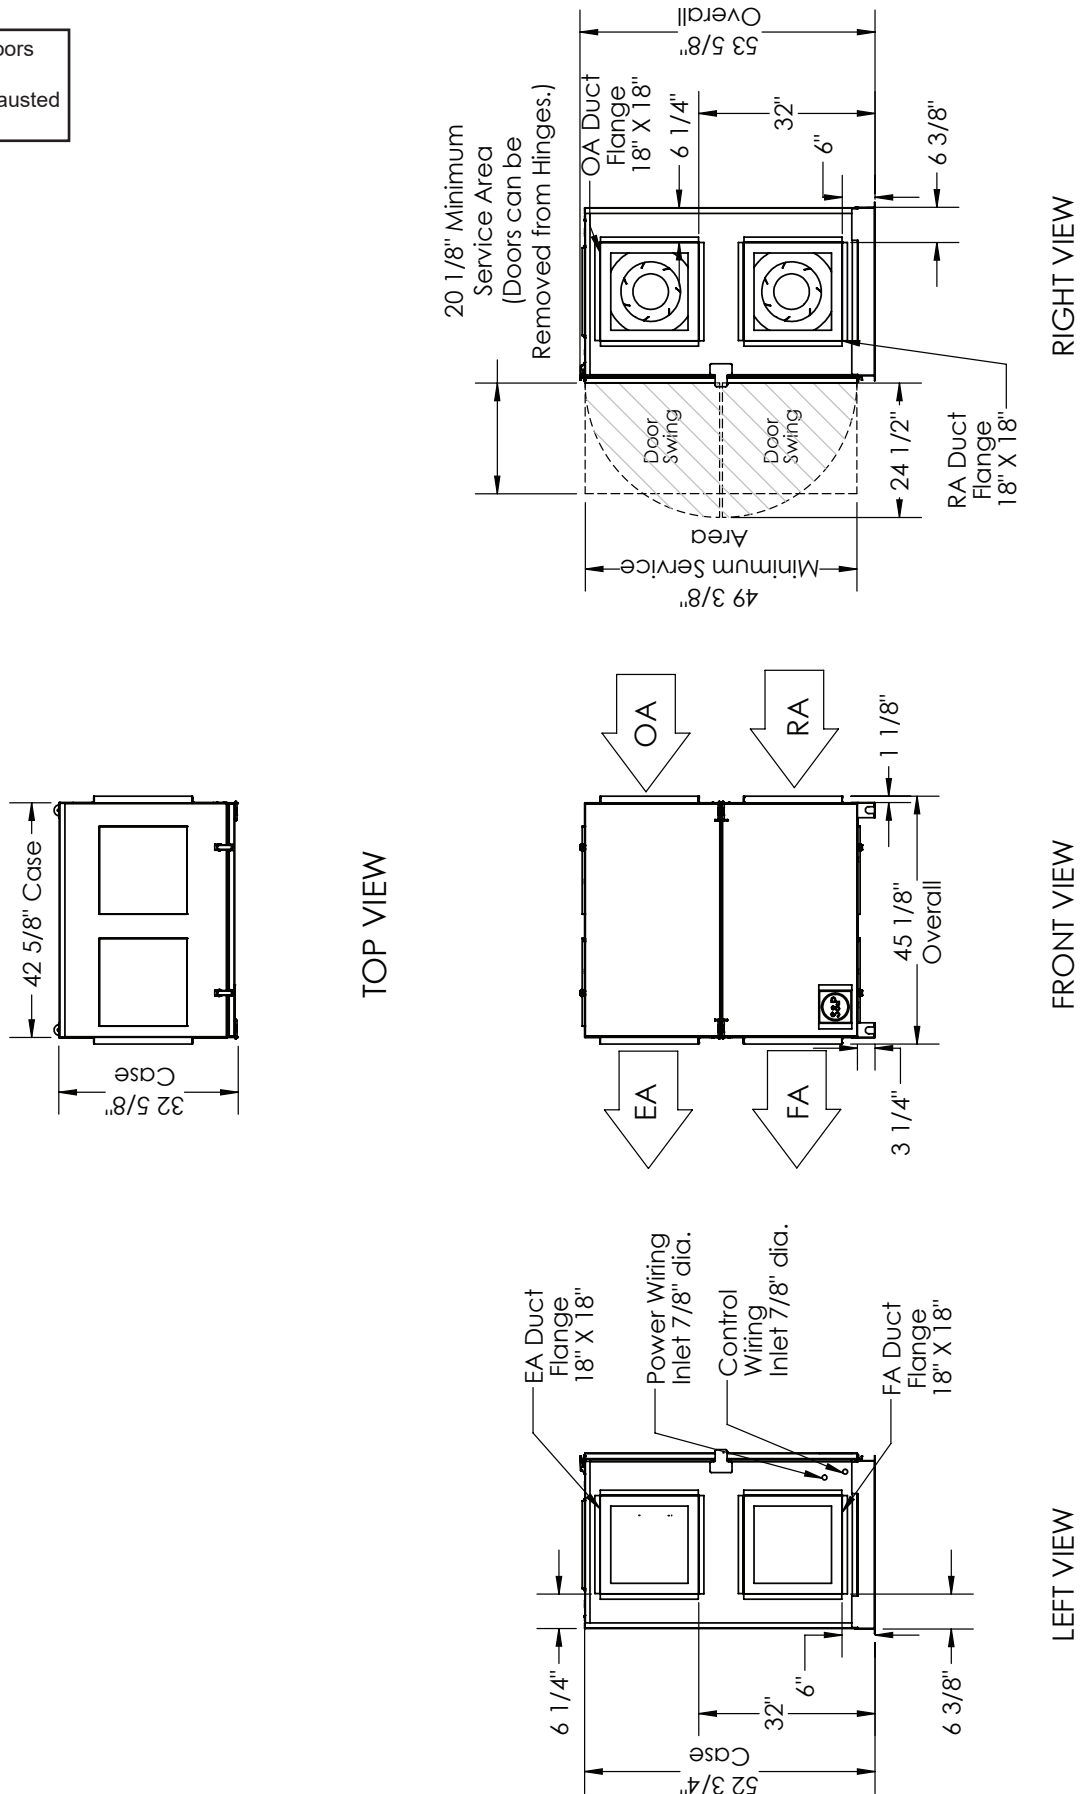 oors
austed
42 5/8" Case
32 5/8"
Case
TOP VIEW
EA Duct
Flange
18" X 18"
Power Wiring
Inlet 7/8" dia.
Control
Wiring
Inlet 7/8" dia.
FA Duct
Flange
18" X 18"
6 1/4"
52 3/4"
Case
32"
6"
6 3/8"
LEFT VIEW
EA
OA
FA
RA
S&P
3 1/4"
45 1/8"
Overall
1 1/8"
FRONT VIEW
20 1/8" Minimum
Service Area
(Doors can be
Removed from Hinges.)
OA Duct
Flange
18" X 18"
6 1/4"
53 5/8"
Overall
32"
6"
6 3/8"
49 3/8"
Minimum Service
Area
Door
Swing
Door
Swing
24 1/2"
RA Duct
Flange
18" X 18"
RIGHT VIEW